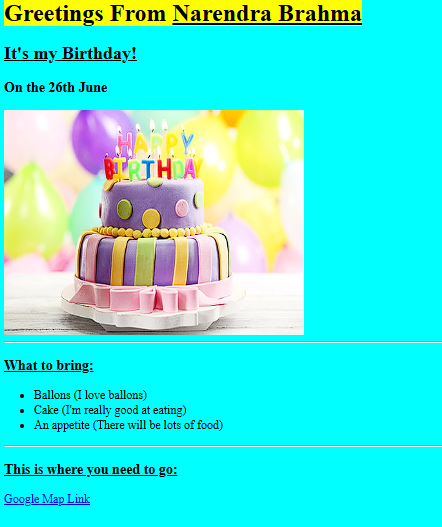 Greetings From Narendra Brahma
It's my Birthday!
On the 26th June
HAPPY
BIRTHDAY
What to bring:
Ballons (I love ballons)
Cake (I'm really good at eating)
An appetite (There will be lots of food)
This is where you need to go:
Google Map Link